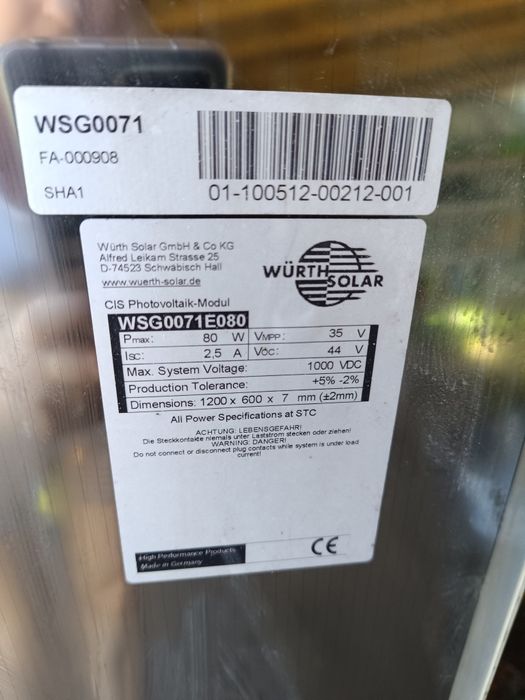 WSG0071
FA-000908
SHA1
01-100512-00212-001
Würth Solar GmbH & Co KG
Alfred Leikam Strasse 25
D-74523 Schwäbisch Hall
www.wuerth-solar.de
WÜRTH
SOLAR
CIS Photovoltaik-Modul
WSG0071E080
Pmax: 80 W VMPP: 35 V
Isc: 2,5 A Voc: 44 V
Max. System Voltage: 1000 VDC
Production Tolerance: +5% -2%
Dimensions: 1200 x 600 x 7 mm (±2mm)
All Power Specifications at STC
ACHTUNG: LEBENSGEFAHR!
Die Steckkontakte niemals unter Laststrom stecken oder ziehen!
WARNING: DANGER!
Do not connect or disconnect plug contacts while system is under load
current!
High Performance Products
Made in Germany
CE